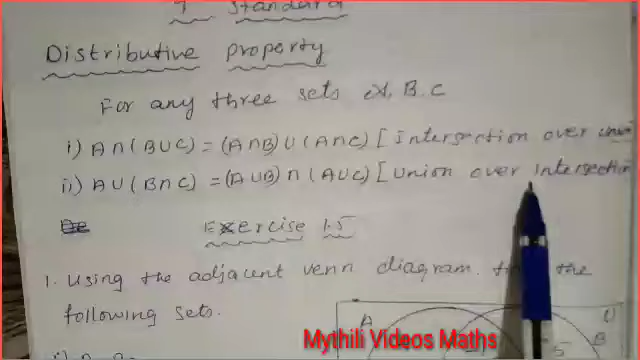 Standard
Distributive property
For any three sets A, B, C
i) A∩(B∪C) = (A∩B)∪(A∩C) [Intersection over
ii) A∪(B∩C) = (A∪B)∩(A∪C) [Union over Intersection
Exercise 1.5
1. Using the adjacent venn diagram, the
following sets.
U
A
B
5
Mythili Videos Maths